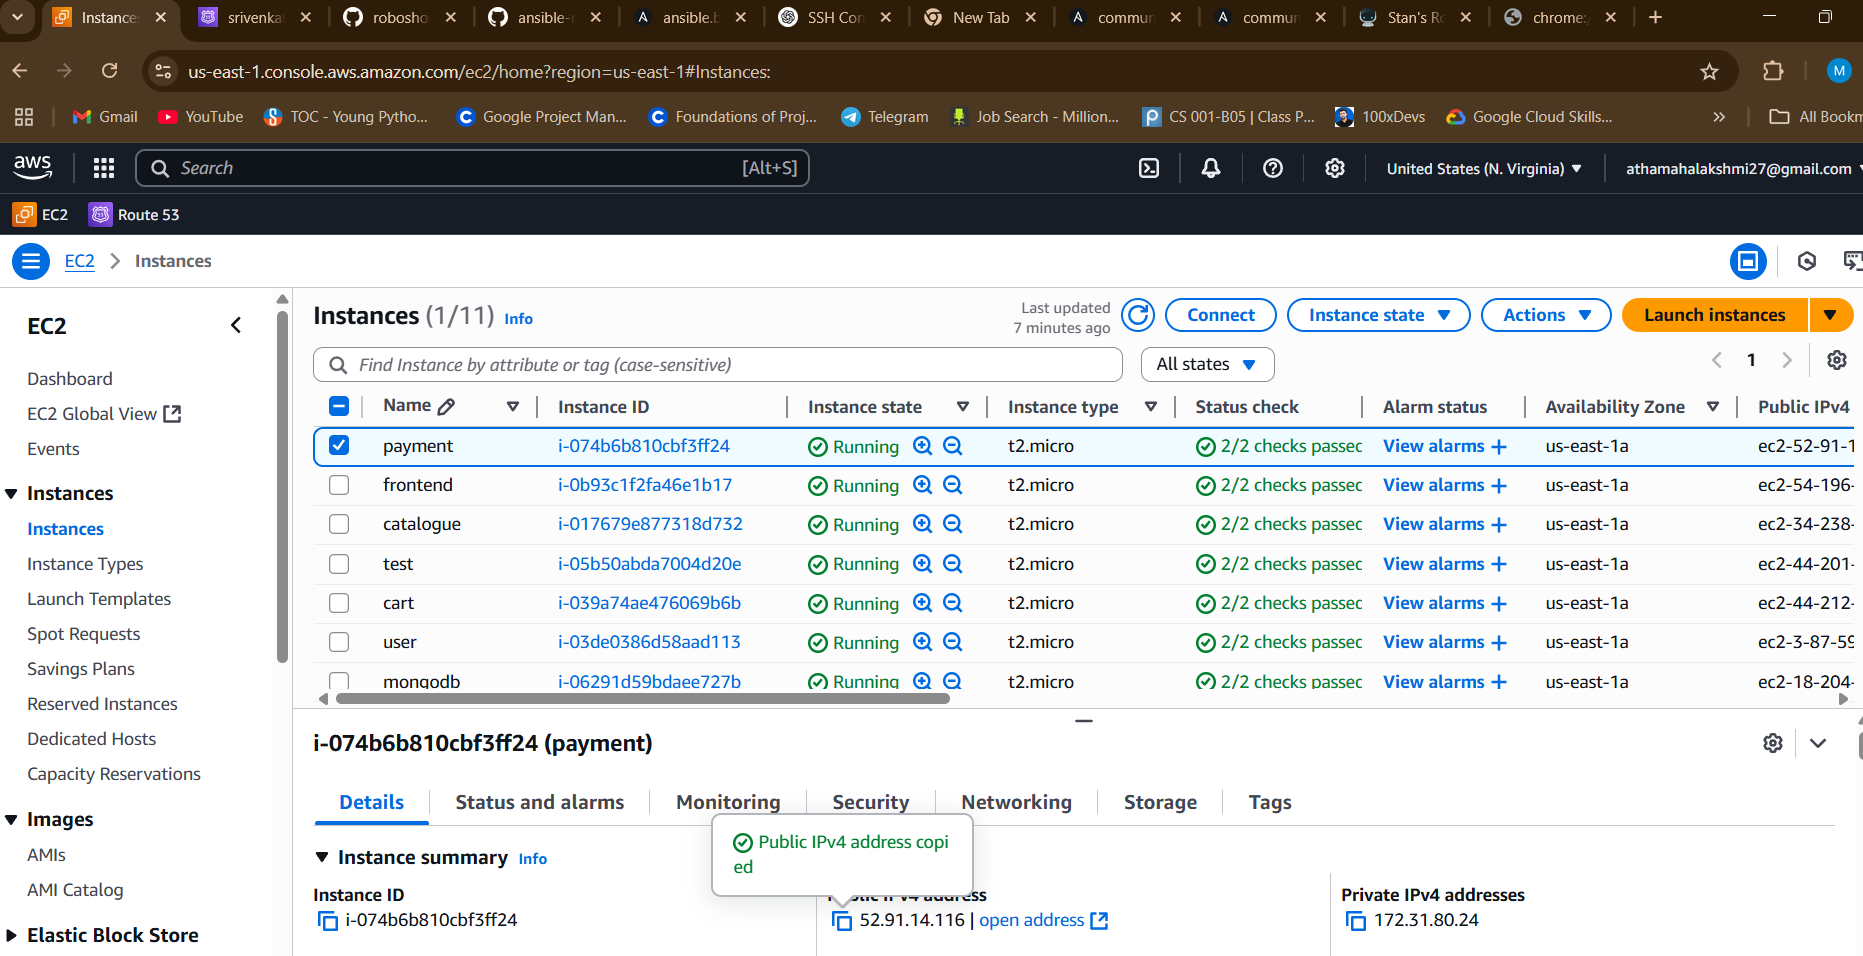 Instance
srivenka
robosho
ansible-r
ansible.b
SSH Con
New Tab
commun
commun
Stan's Ro
chrome:/
us-east-1.console.aws.amazon.com/ec2/home?region=us-east-1#Instances:
M
Gmail
YouTube
TOC - Young Pytho...
Google Project Man...
Foundations of Proj...
Telegram
Job Search - Million...
CS 001-B05 | Class P...
100xDevs
Google Cloud Skills...
»
All Bookm
aws
Search
[Alt+S]
United States (N. Virginia)
athamahalakshmi27@gmail.com
EC2
Route 53
EC2
Instances
EC2
Dashboard
EC2 Global View
Events
Instances
Instances
Instance Types
Launch Templates
Spot Requests
Savings Plans
Reserved Instances
Dedicated Hosts
Capacity Reservations
Images
AMIs
AMI Catalog
Elastic Block Store
Instances (1/11) Info
Last updated
7 minutes ago
Connect
Instance state
Actions
Launch instances
Find Instance by attribute or tag (case-sensitive)
All states
1
Name Instance ID Instance state Instance type Status check Alarm status Availability Zone Public IPv4
payment i-074b6b810cbf3ff24 Running t2.micro 2/2 checks passed View alarms + us-east-1a ec2-52-91-1
frontend i-0b93c1f2fa46e1b17 Running t2.micro 2/2 checks passed View alarms + us-east-1a ec2-54-196-
catalogue i-017679e877318d732 Running t2.micro 2/2 checks passed View alarms + us-east-1a ec2-34-238-
test i-05b50abda7004d20e Running t2.micro 2/2 checks passed View alarms + us-east-1a ec2-44-201-
cart i-039a74ae476069b6b Running t2.micro 2/2 checks passed View alarms + us-east-1a ec2-44-212-
user i-03de0386d58aad113 Running t2.micro 2/2 checks passed View alarms + us-east-1a ec2-3-87-59
mongodb i-06291d59bdaee727b Running t2.micro 2/2 checks passed View alarms + us-east-1a ec2-18-204-
i-074b6b810cbf3ff24 (payment)
Details
Status and alarms
Monitoring
Security
Networking
Storage
Tags
Public IPv4 address copi
ed
Instance summary Info
Instance ID
i-074b6b810cbf3ff24
Public IPv4 address
52.91.14.116 | open address
Private IPv4 addresses
172.31.80.24